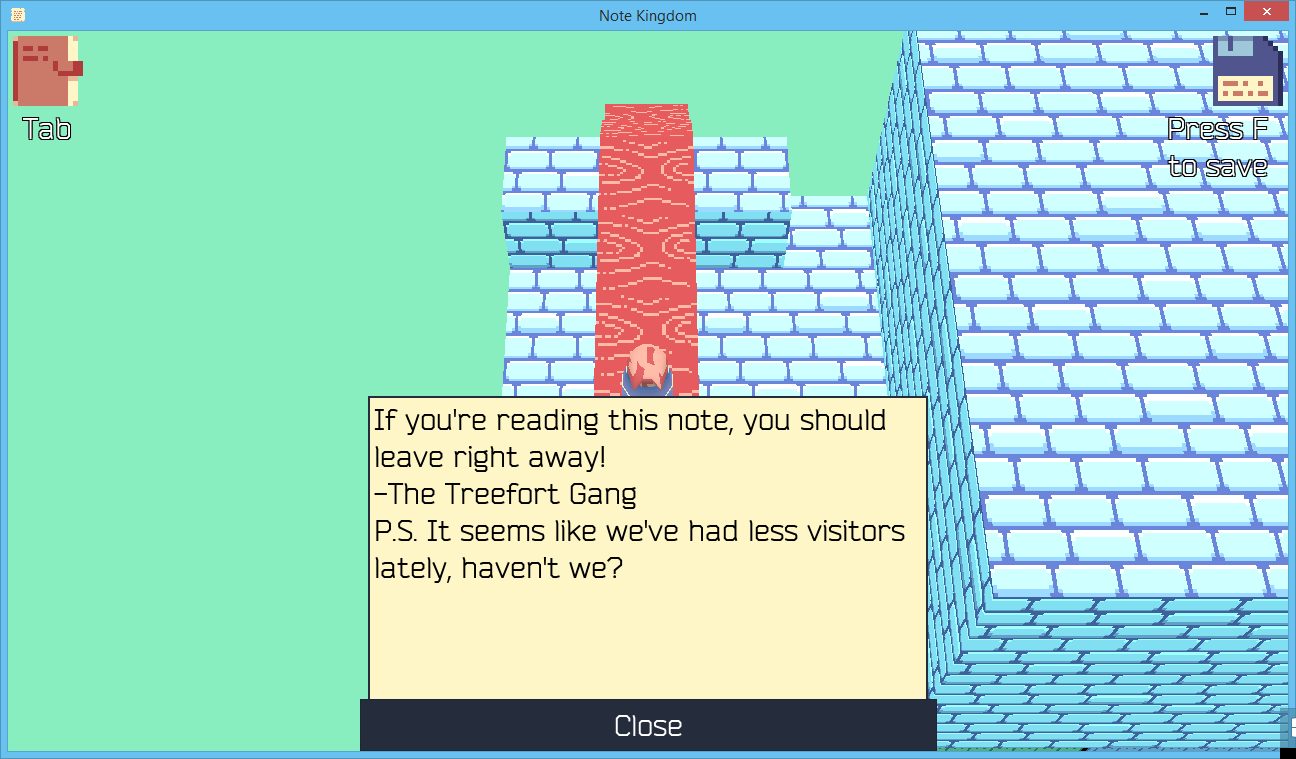 Note Kingdom
Tab
Press F
to save
If you're reading this note, you should
leave right away!
-The Treefort Gang
P.S. It seems like we've had less visitors
lately, haven't we?
Close